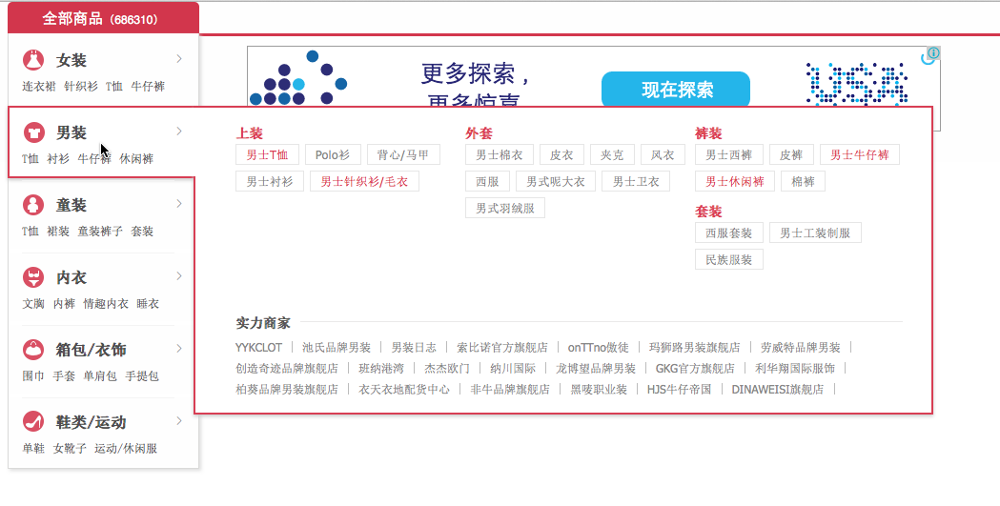 全部商品（686310）
女装
连衣裙 针织衫 T恤 牛仔裤
男装
T恤 衬衫 牛仔裤 休闲裤
童装
T恤 裙装 童装裤子 套装
内衣
文胸 内裤 情趣内衣 睡衣
箱包/衣饰
围巾 手套 单肩包 手提包
鞋类/运动
单鞋 女靴子 运动/休闲服
更多探索，
更多惊喜
现在探索
USA
上装
男士T恤 Polo衫 背心/马甲
男士衬衫 男士针织衫/毛衣
外套
男士棉衣 皮衣 夹克 风衣
西服 男式呢大衣 男士卫衣
男式羽绒服
裤装
男士西裤 皮裤 男士牛仔裤
男士休闲裤 棉裤
套装
西服套装 男士工装制服
民族服装
实力商家
YYKCLOT 池氏品牌男装 男装日志 索比诺官方旗舰店 onTTno傲徒 玛狮路男装旗舰店 劳威特品牌男装
创造奇迹品牌旗舰店 班纳港湾 杰杰欧门 纳川国际 龙博望品牌男装 GKG官方旗舰店 利华翔国际服饰
柏葵品牌男装旗舰店 衣天衣地配货中心 非牛品牌旗舰店 黑唛职业装 HJS牛仔帝国 DINAWEISI旗舰店